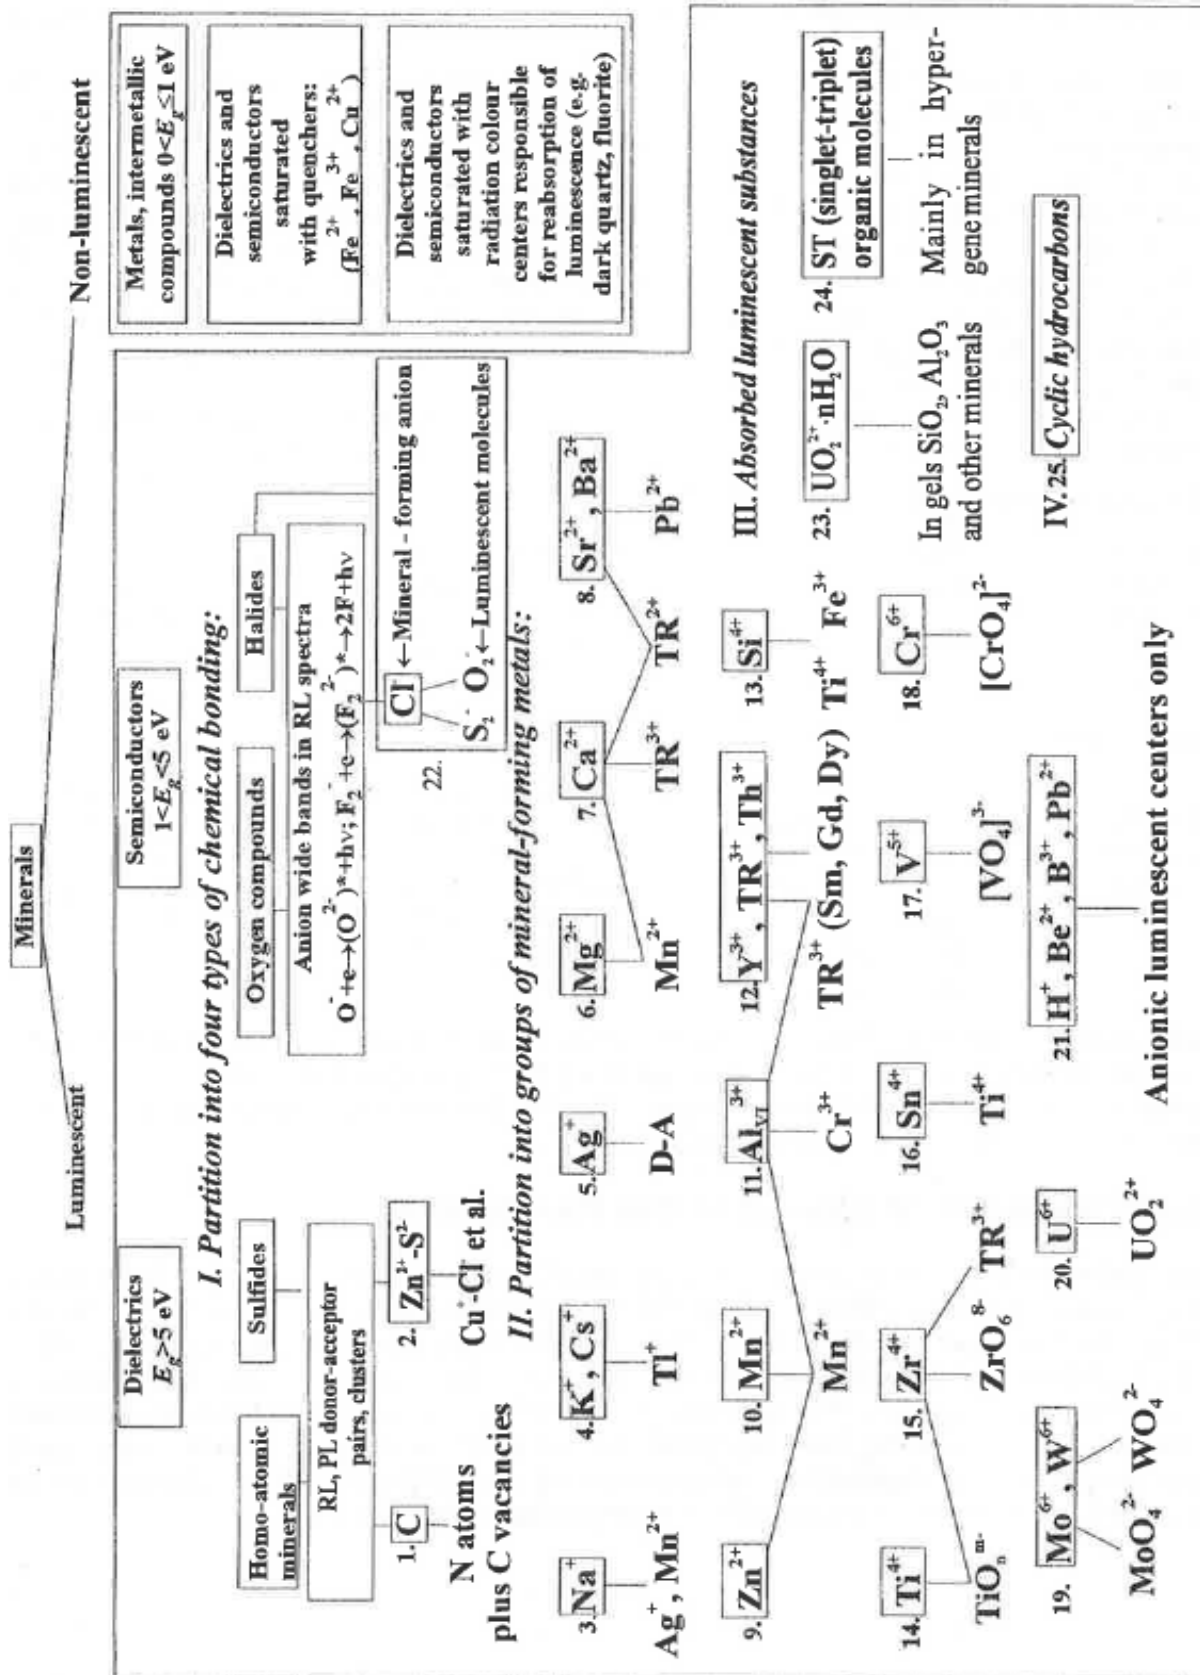 Minerals
Luminescent
Non-luminescent
Dielectrics
E_g>5 eV
Semiconductors
1<E_g<5 eV
Metals, intermetallic
compounds 0<E_g≤1 eV
Dielectrics and
semiconductors
saturated
with quenchers:
(Fe²⁺, Fe³⁺, Cu²⁺
Dielectrics and
semiconductors
saturated with
radiation colour
centers responsible
for reabsorption of
luminescence (e.g-
dark quartz, fluorite)
I. Partition into four types of chemical bonding:
Homo-atomic
minerals
Sulfides
Oxygen compounds
Halides
RL, PL donor-acceptor
pairs, clusters
Anion wide bands in RL spectra
O⁻+e→(O²⁻)*+hν; F₂⁻+e→(F₂²⁻)*→2F+hν
1. C
N atoms
plus C vacancies
2. Zn²⁺-S²⁻
Cu⁺-Cl⁻ et al.
22.
Cl⁻ ←Mineral - forming anion
S₂⁻ O₂⁻←Luminescent molecules
II. Partition into groups of mineral-forming metals:
3. Na⁺
Ag⁺, Mn²⁺
4. K⁺, Cs⁺
Tl⁺
5. Ag⁺
D-A
6. Mg²⁺
Mn²⁺
7. Ca²⁺
TR³⁺
TR²⁺
8. Sr²⁺, Ba²⁺
Pb²⁺
9. Zn²⁺
10. Mn²⁺
Mn²⁺
11. Al_VI³⁺
Cr³⁺
12. Y³⁺, TR³⁺, Th³⁺
TR³⁺ (Sm, Gd, Dy)
13. Si⁴⁺
Ti⁴⁺ Fe³⁺
14. Ti⁴⁺
TiOₙᵐ⁻
15. Zr⁴⁺
ZrO₆⁸⁻
TR³⁺
16. Sn⁴⁺
Ti⁴⁺
17. V⁵⁺
[VO₄]³⁻
18. Cr⁶⁺
[CrO₄]²⁻
19. Mo⁶⁺, W⁶⁺
MoO₄²⁻ WO₄²⁻
20. U⁶⁺
UO₂²⁺
21. H⁺, Be²⁺, B³⁺, Pb²⁺
Anionic luminescent centers only
III. Absorbed luminescent substances
23. UO₂²⁺·nH₂O
In gels SiO₂, Al₂O₃
and other minerals
24. ST (singlet-triplet)
organic molecules
Mainly in hyper-
gene minerals
IV. 25. Cyclic hydrocarbons